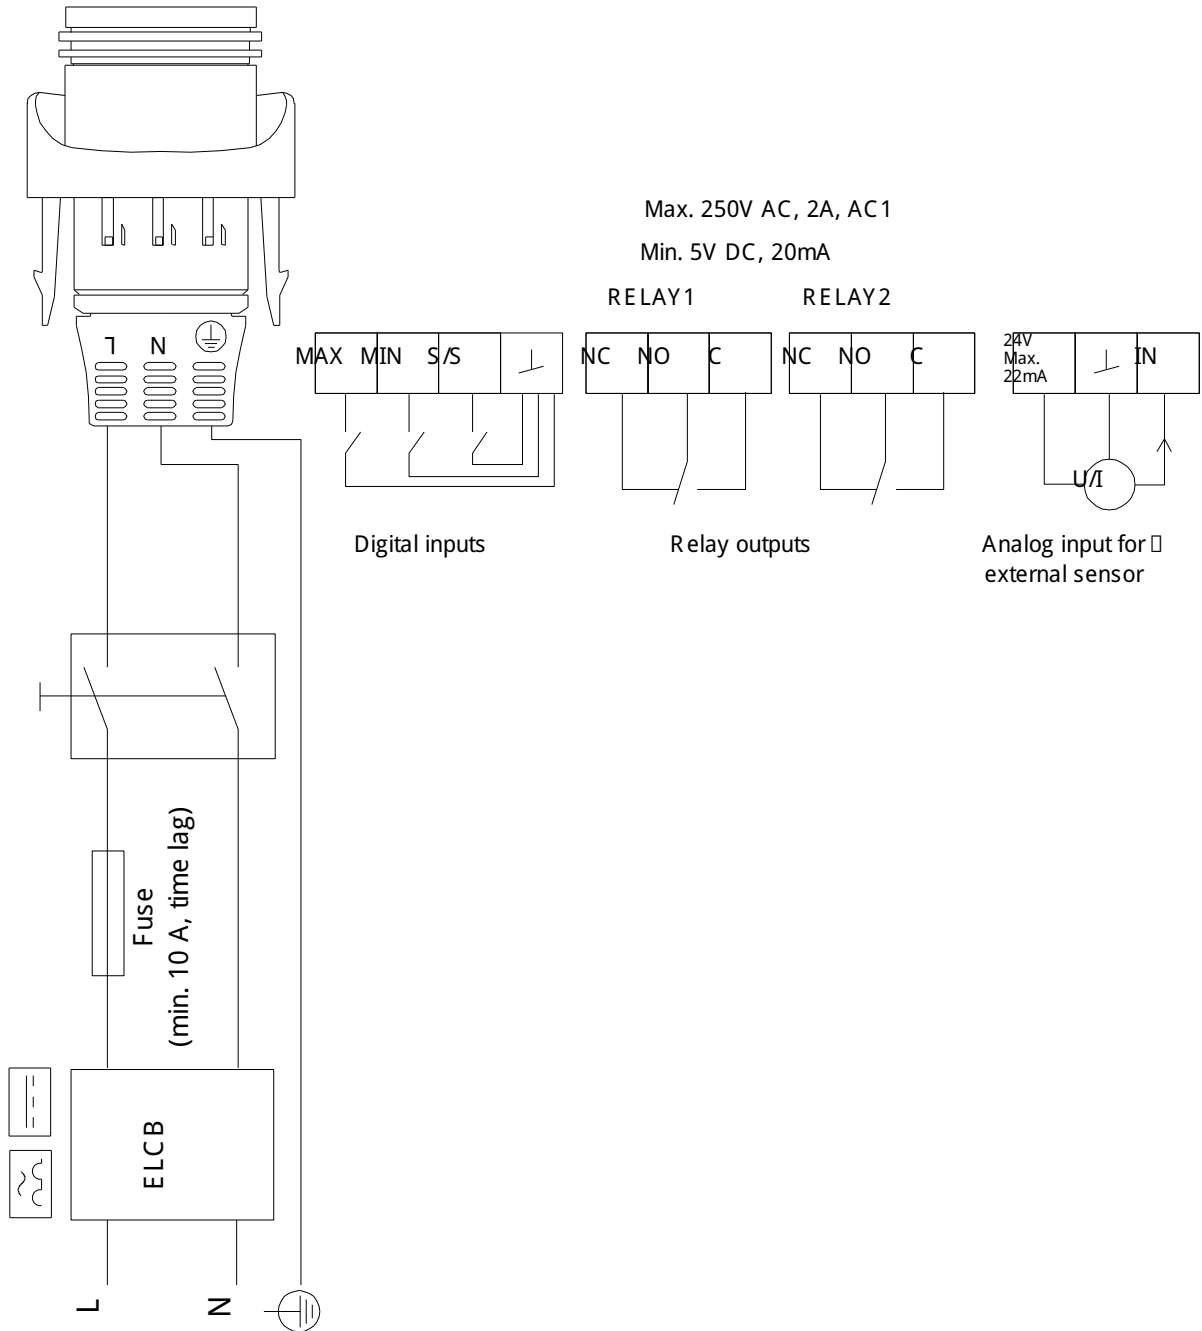 Max. 250V AC, 2A, AC1
Min. 5V DC, 20mA
RELAY1 RELAY2
L N
MAX MIN S/S
NC NO C
NC NO C
24V
Max.
22mA
IN
U/I
Digital inputs
Relay outputs
Analog input for
external sensor
Fuse
(min. 10 A, time lag)
ELCB
L
N